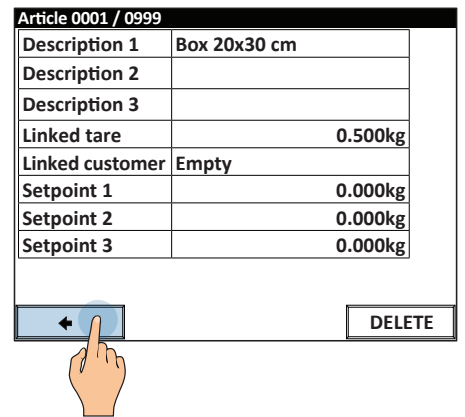 Article 0001 / 0999
Description 1 Box 20x30 cm
Description 2
Description 3
Linked tare 0.500kg
Linked customer Empty
Setpoint 1 0.000kg
Setpoint 2 0.000kg
Setpoint 3 0.000kg
DELETE